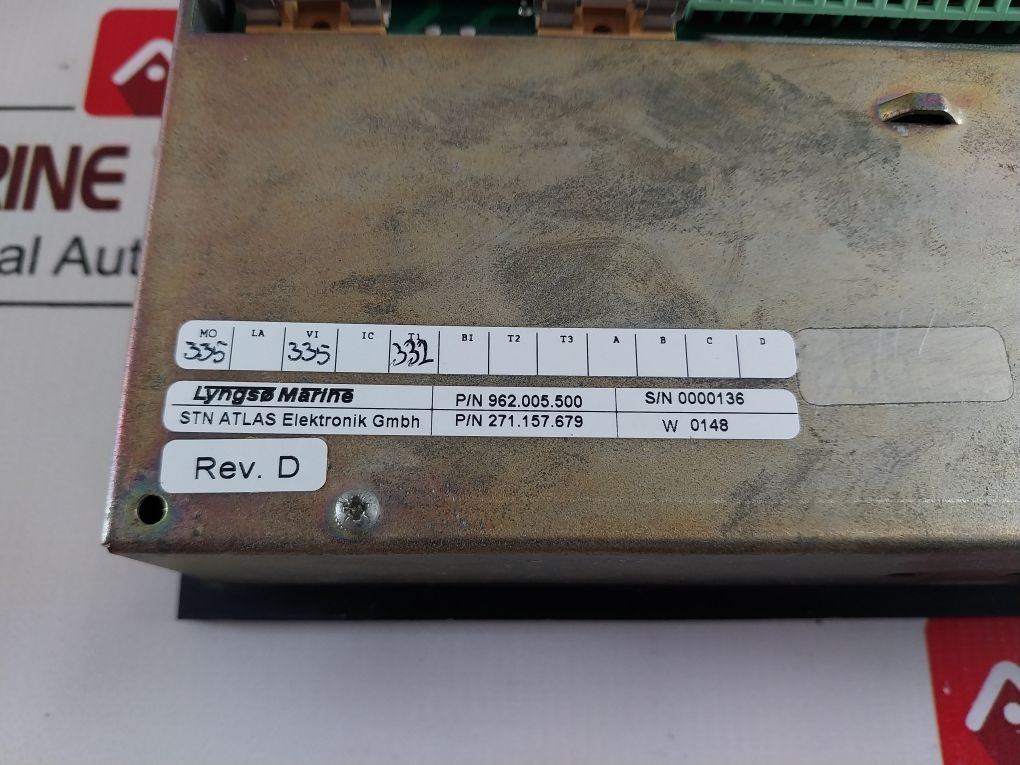 RINE
al Aut
MO LA VI IC T1 BI T2 T3 A B C D
335 335 332
Lyngsø Marine P/N 962.005.500 S/N 0000136
STN ATLAS Elektronik Gmbh P/N 271.157.679 W 0148
Rev. D